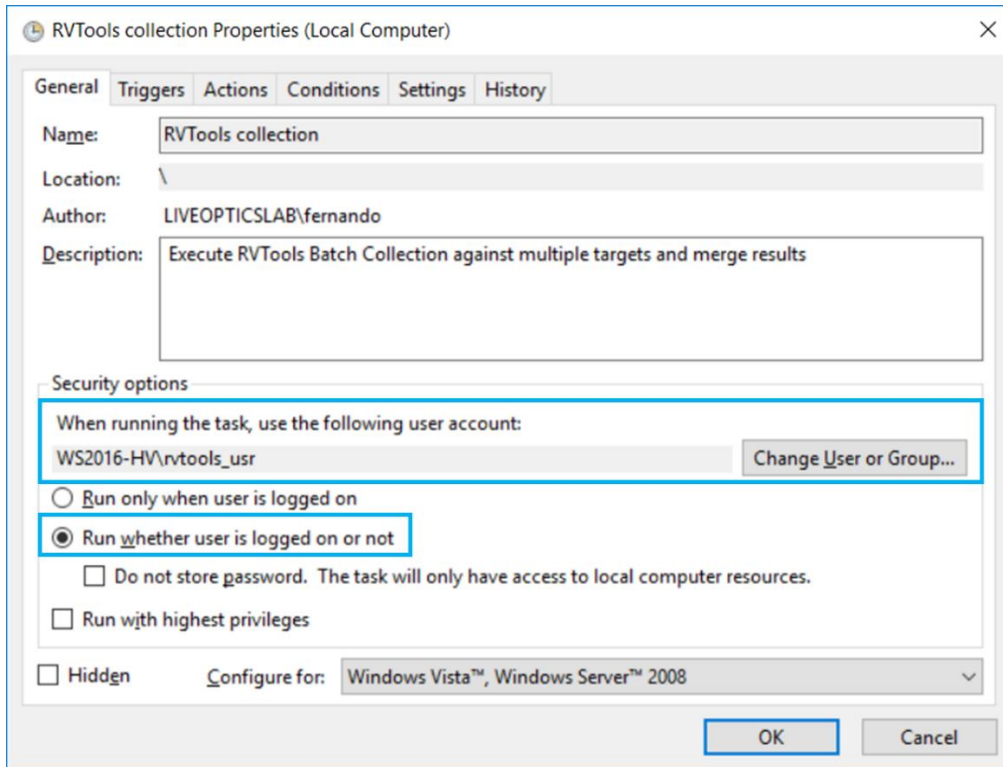 RVTools collection Properties (Local Computer)
General Triggers Actions Conditions Settings History
Name: RVTools collection
Location: \
Author: LIVEOPTICSLAB\fernando
Description: Execute RVTools Batch Collection against multiple targets and merge results
Security options
When running the task, use the following user account:
WS2016-HV\rvtools_usr Change User or Group...
Run only when user is logged on
Run whether user is logged on or not
Do not store password. The task will only have access to local computer resources.
Run with highest privileges
Hidden Configure for: Windows Vista™, Windows Server™ 2008
OK Cancel